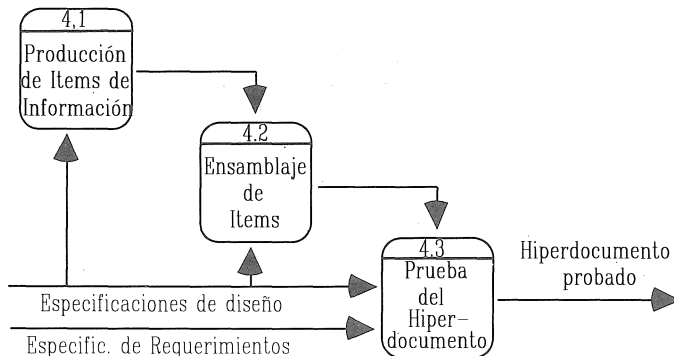 4,1
Producción
de Items de
Información
4.2
Ensamblaje
de
Items
4.3
Prueba
del
Hiper-
documento
Hiperdocumento
probado
Especificaciones de diseño
Especific. de Requerimientos